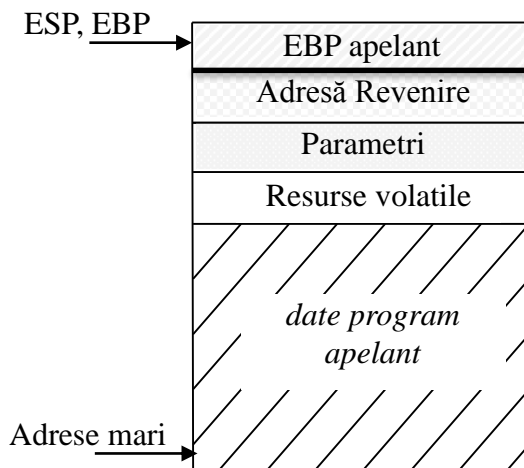 ESP, EBP
EBP apelant
Adresă Revenire
Parametri
Resurse volatile
date program
apelant
Adrese mari